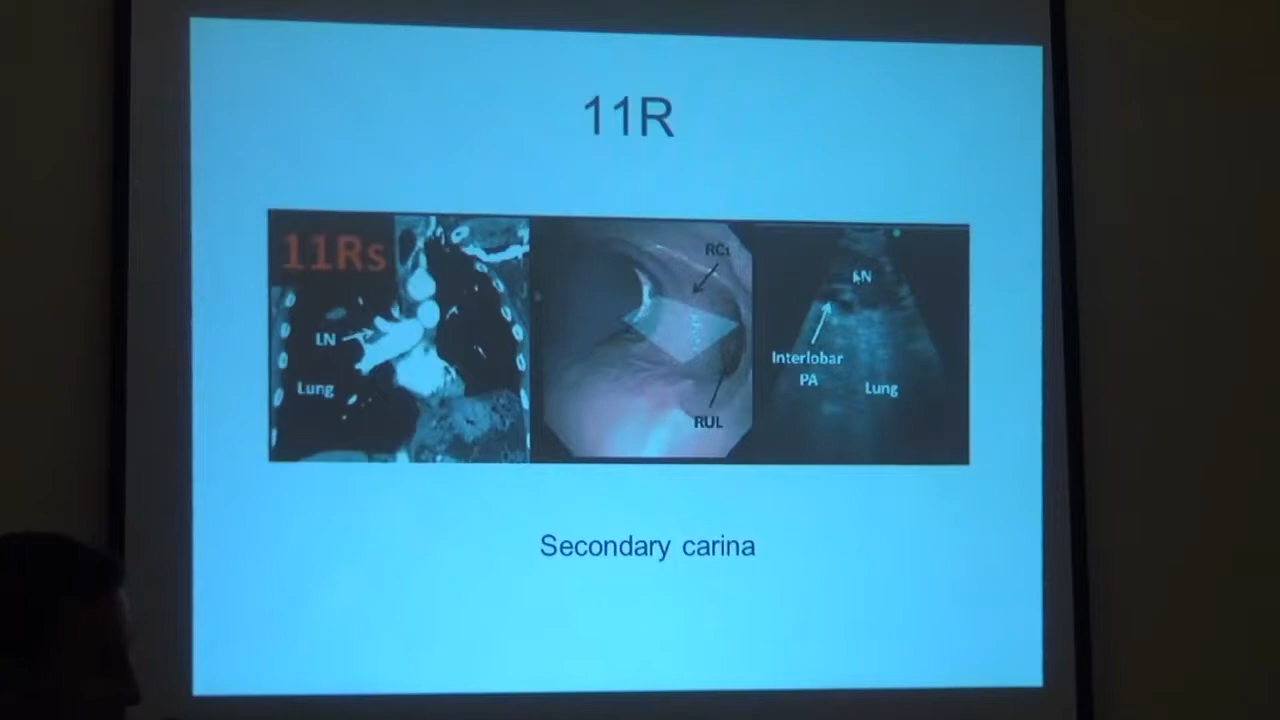 11R
11Rs
LN
Lung
RC1
RUL
LN
Interlobar
PA
Lung
Secondary carina